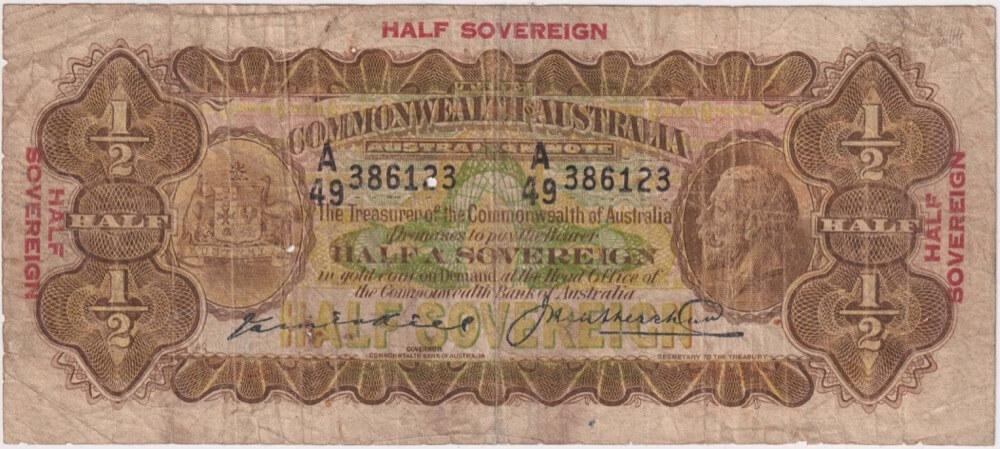 HALF SOVEREIGN
THE
COMMONWEALTH OF AUSTRALIA
AUSTRALIAN NOTE
1/2
1/2
A
49 386123
A
49 386123
HALF SOVEREIGN
HALF
HALF
HALF SOVEREIGN
The Treasurer of the Commonwealth of Australia
Promises to pay the Bearer
HALF A SOVEREIGN
in gold coin on Demand at the Head Office of
the Commonwealth Bank of Australia
HALF SOVEREIGN
1/2
1/2
GOVERNOR
COMMONWEALTH BANK OF AUSTRALIA
SECRETARY TO THE TREASURY